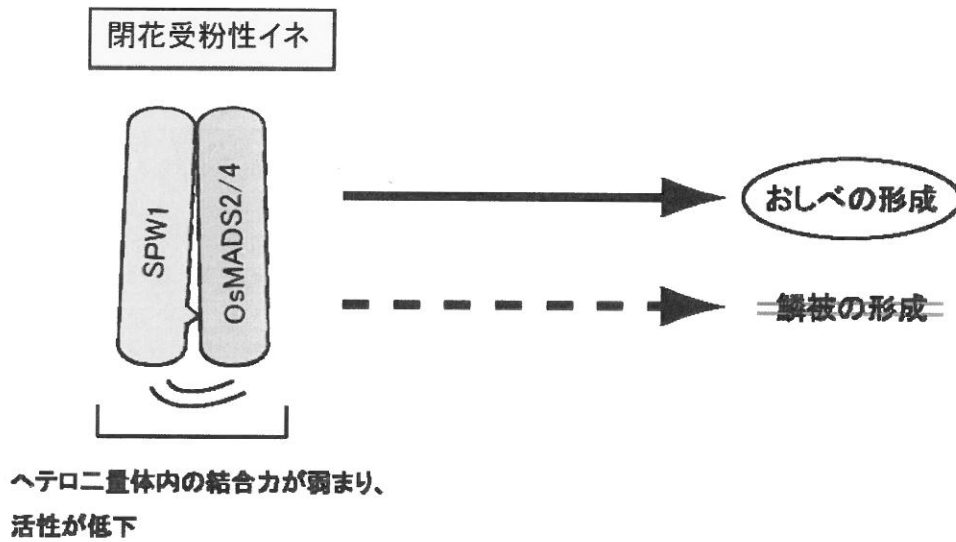 閉花受粉性イネ
SPW1
OsMADS2/4
おしべの形成
鱗被の形成
ヘテロ二量体内の結合力が弱まり、
活性が低下